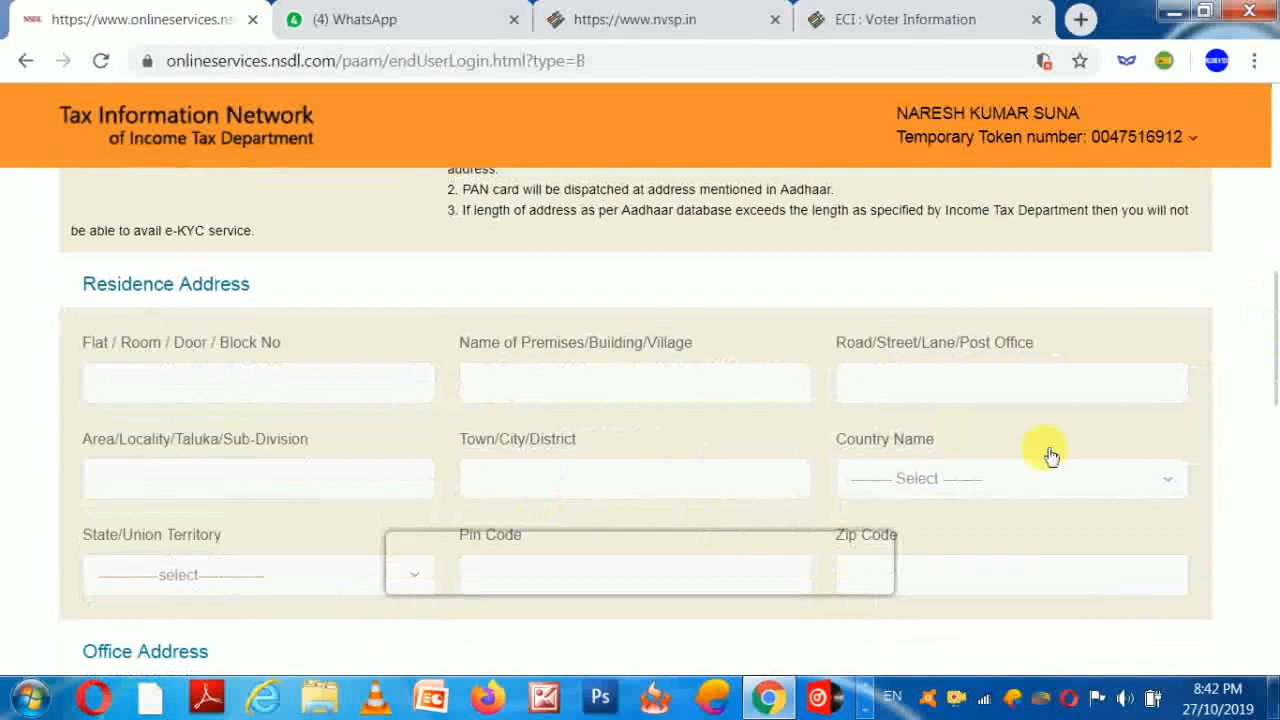 https://www.onlineservices.ns
(4) WhatsApp
https://www.nvsp.in
ECI : Voter Information
onlineservices.nsdl.com/paam/endUserLogin.html?type=B
Tax Information Network
of Income Tax Department
NARESH KUMAR SUNA
Temporary Token number: 0047516912
address.
2. PAN card will be dispatched at address mentioned in Aadhaar.
3. If length of address as per Aadhaar database exceeds the length as specified by Income Tax Department then you will not
be able to avail e-KYC service.
Residence Address
Flat / Room / Door / Block No
Name of Premises/Building/Village
Road/Street/Lane/Post Office
Area/Locality/Taluka/Sub-Division
Town/City/District
Country Name
Select
State/Union Territory
Pin Code
Zip Code
select
Office Address
Ps
EN
8:42 PM
27/10/2019